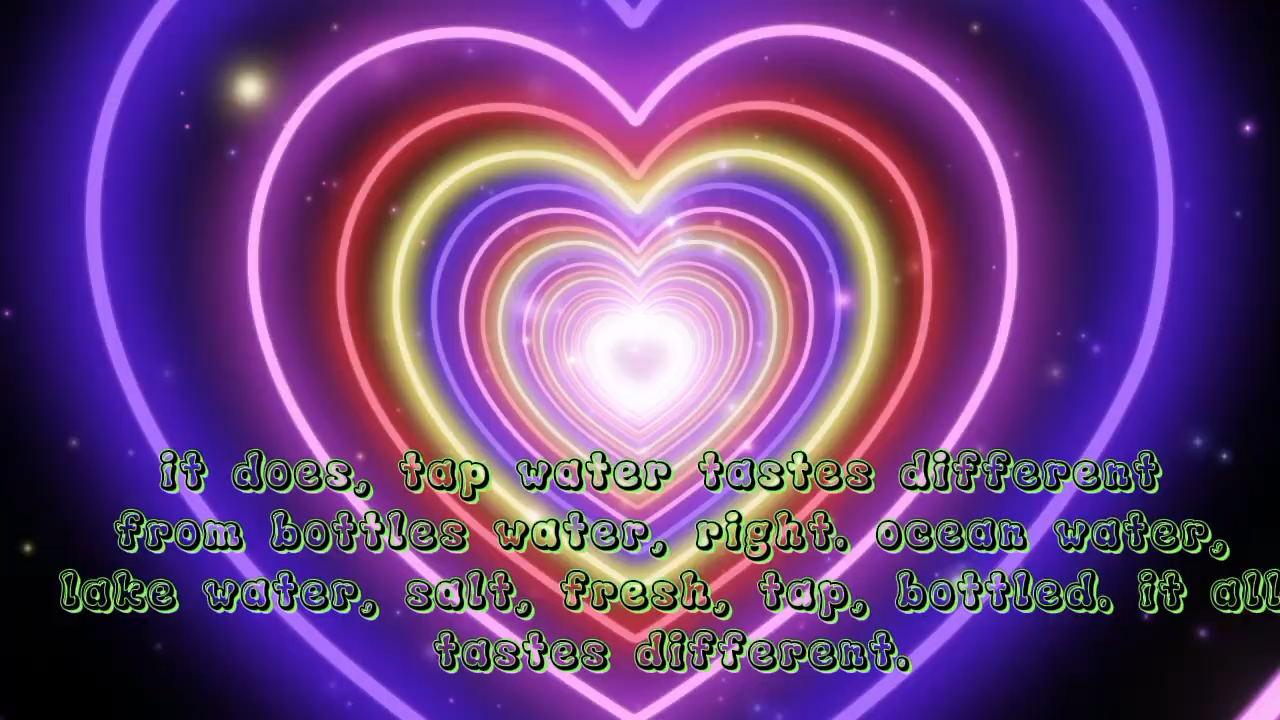 it does, tap water tastes different
from bottles water, right. ocean water,
lake water, salt, fresh, tap, bottled. it all
tastes different.